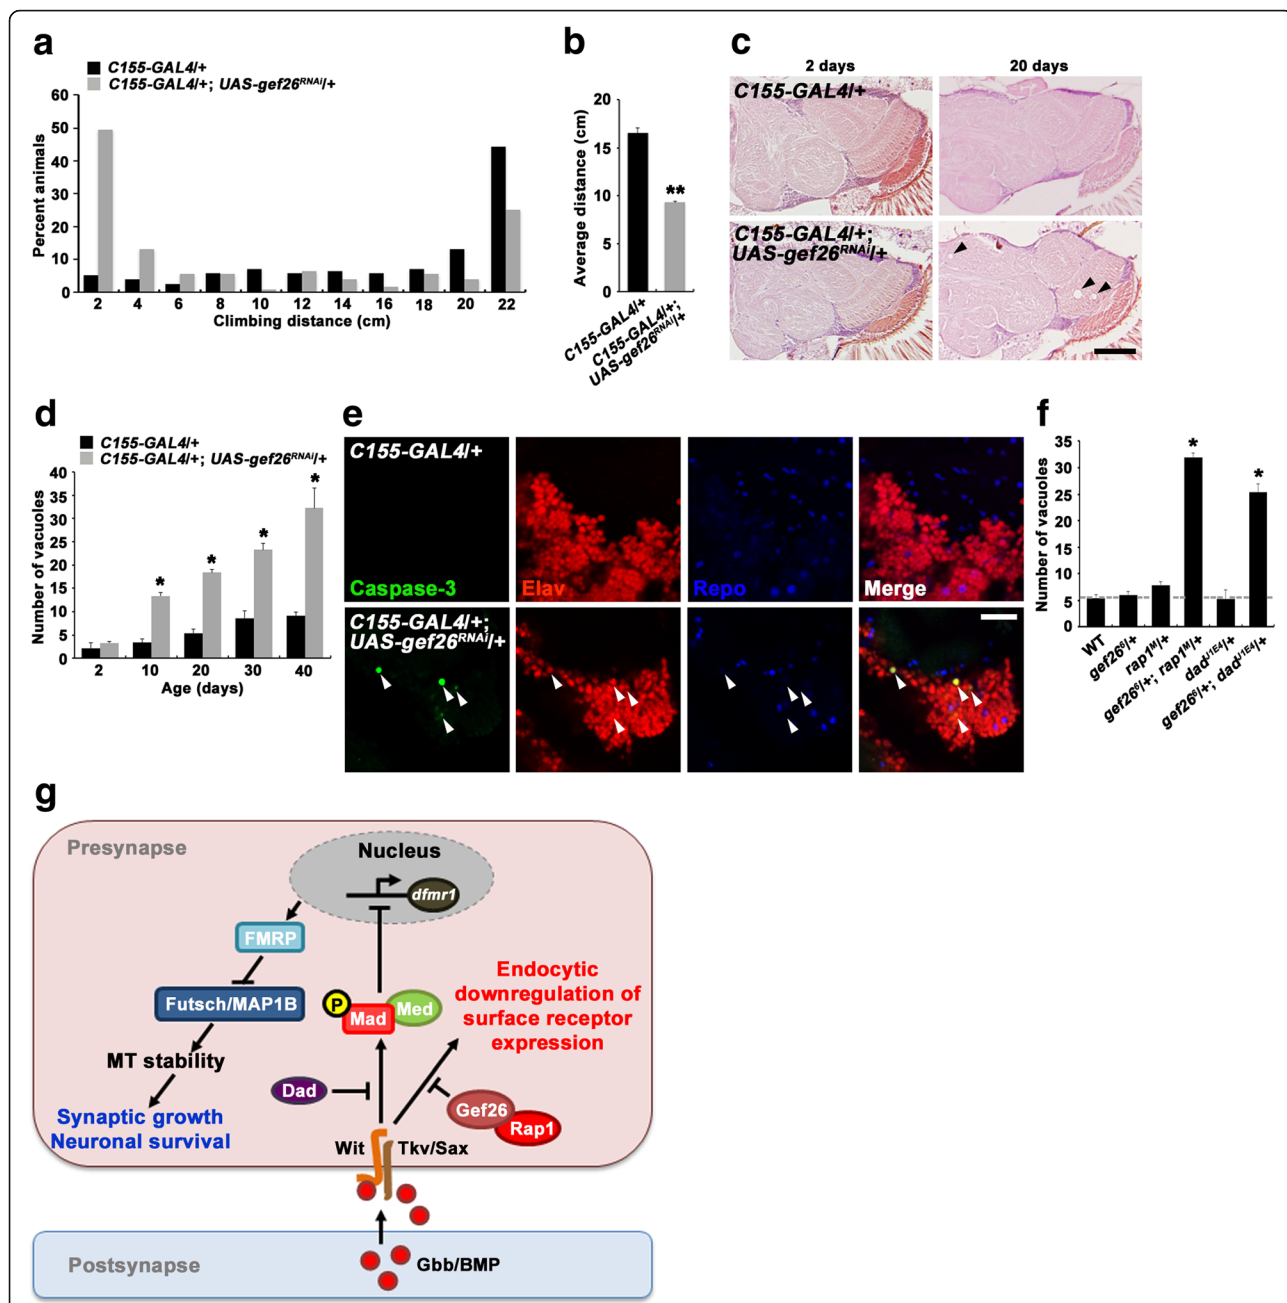 a
C155-GAL4/+
C155-GAL4/+; UAS-gef26RNAi/+
Percent animals
60
50
40
30
20
10
0
2 4 6 8 10 12 14 16 18 20 22
Climbing distance (cm)
b
Average distance (cm)
20
15
10
5
0
**
C155-GAL4/+
C155-GAL4/+;
UAS-gef26RNAi/+
c
2 days 20 days
C155-GAL4/+
C155-GAL4/+;
UAS-gef26RNAi/+
d
C155-GAL4/+
C155-GAL4/+; UAS-gef26RNAi/+
Number of vacuoles
40
35
30
25
20
15
10
5
0
* * * *
2 10 20 30 40
Age (days)
e
C155-GAL4/+
Caspase-3 Elav Repo Merge
C155-GAL4/+;
UAS-gef26RNAi/+
f
Number of vacuoles
35
30
25
20
15
10
5
0
* *
WT
gef266/+
rap1M/+
gef266/+; rap1M/+
dadJ1E4/+
gef266/+; dadJ1E4/+
g
Presynapse
Nucleus
dfmr1
FMRP
Futsch/MAP1B
MT stability
Synaptic growth
Neuronal survival
P
Mad
Med
Endocytic
downregulation of
surface receptor
expression
Dad
Gef26
Rap1
Wit Tkv/Sax
Postsynapse
Gbb/BMP